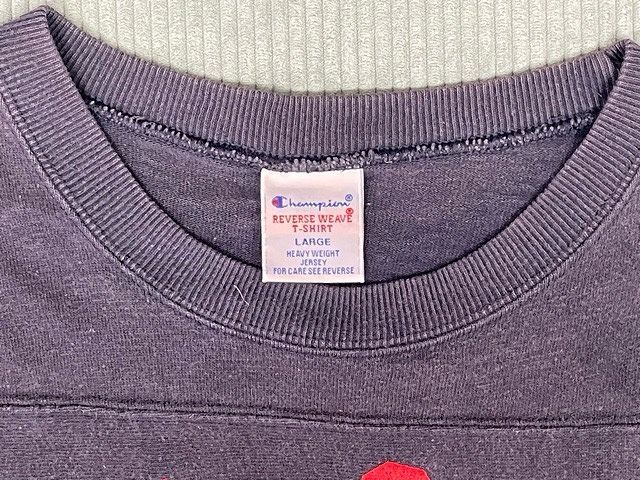 Champion®
REVERSE WEAVE®
T-SHIRT
LARGE
HEAVY WEIGHT
JERSEY
FOR CARE SEE REVERSE